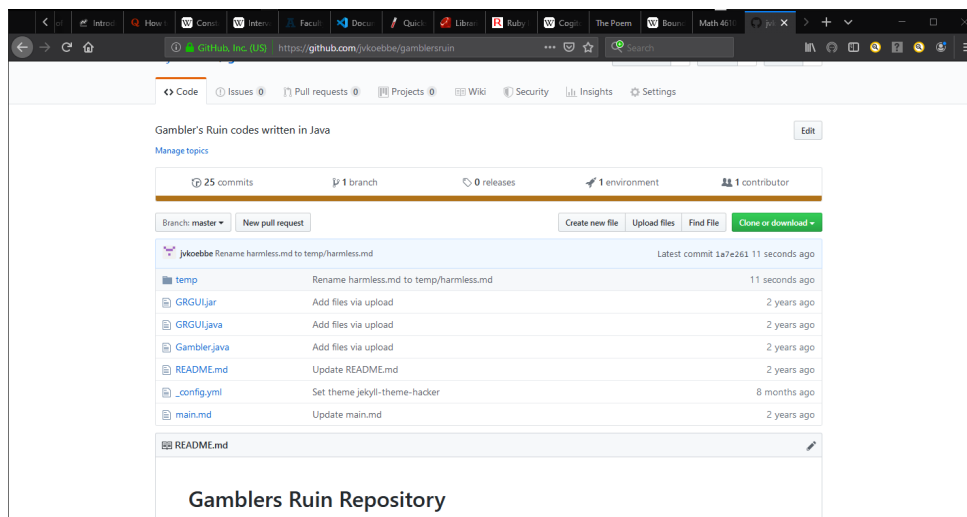 Introd
How t
W Const
W Interv
Facult
Docur
Quick
Librar
R Ruby
W Cogito
The Poem
W Bourn
Math 4610
jvk
GitHub, Inc. (US) https://github.com/jvkoebbe/gamblersruin
Search
Code
Issues 0
Pull requests 0
Projects 0
Wiki
Security
Insights
Settings
Gambler's Ruin codes written in Java
Edit
Manage topics
25 commits
1 branch
0 releases
1 environment
1 contributor
Branch: master
New pull request
Create new file
Upload files
Find File
Clone or download
jvkoebbe Rename harmless.md to temp/harmless.md
Latest commit 1a7e261 11 seconds ago
temp Rename harmless.md to temp/harmless.md 11 seconds ago
GRGUI.jar Add files via upload 2 years ago
GRGUI.java Add files via upload 2 years ago
Gambler.java Add files via upload 2 years ago
README.md Update README.md 2 years ago
_config.yml Set theme jekyll-theme-hacker 8 months ago
main.md Update main.md 2 years ago
README.md
Gamblers Ruin Repository